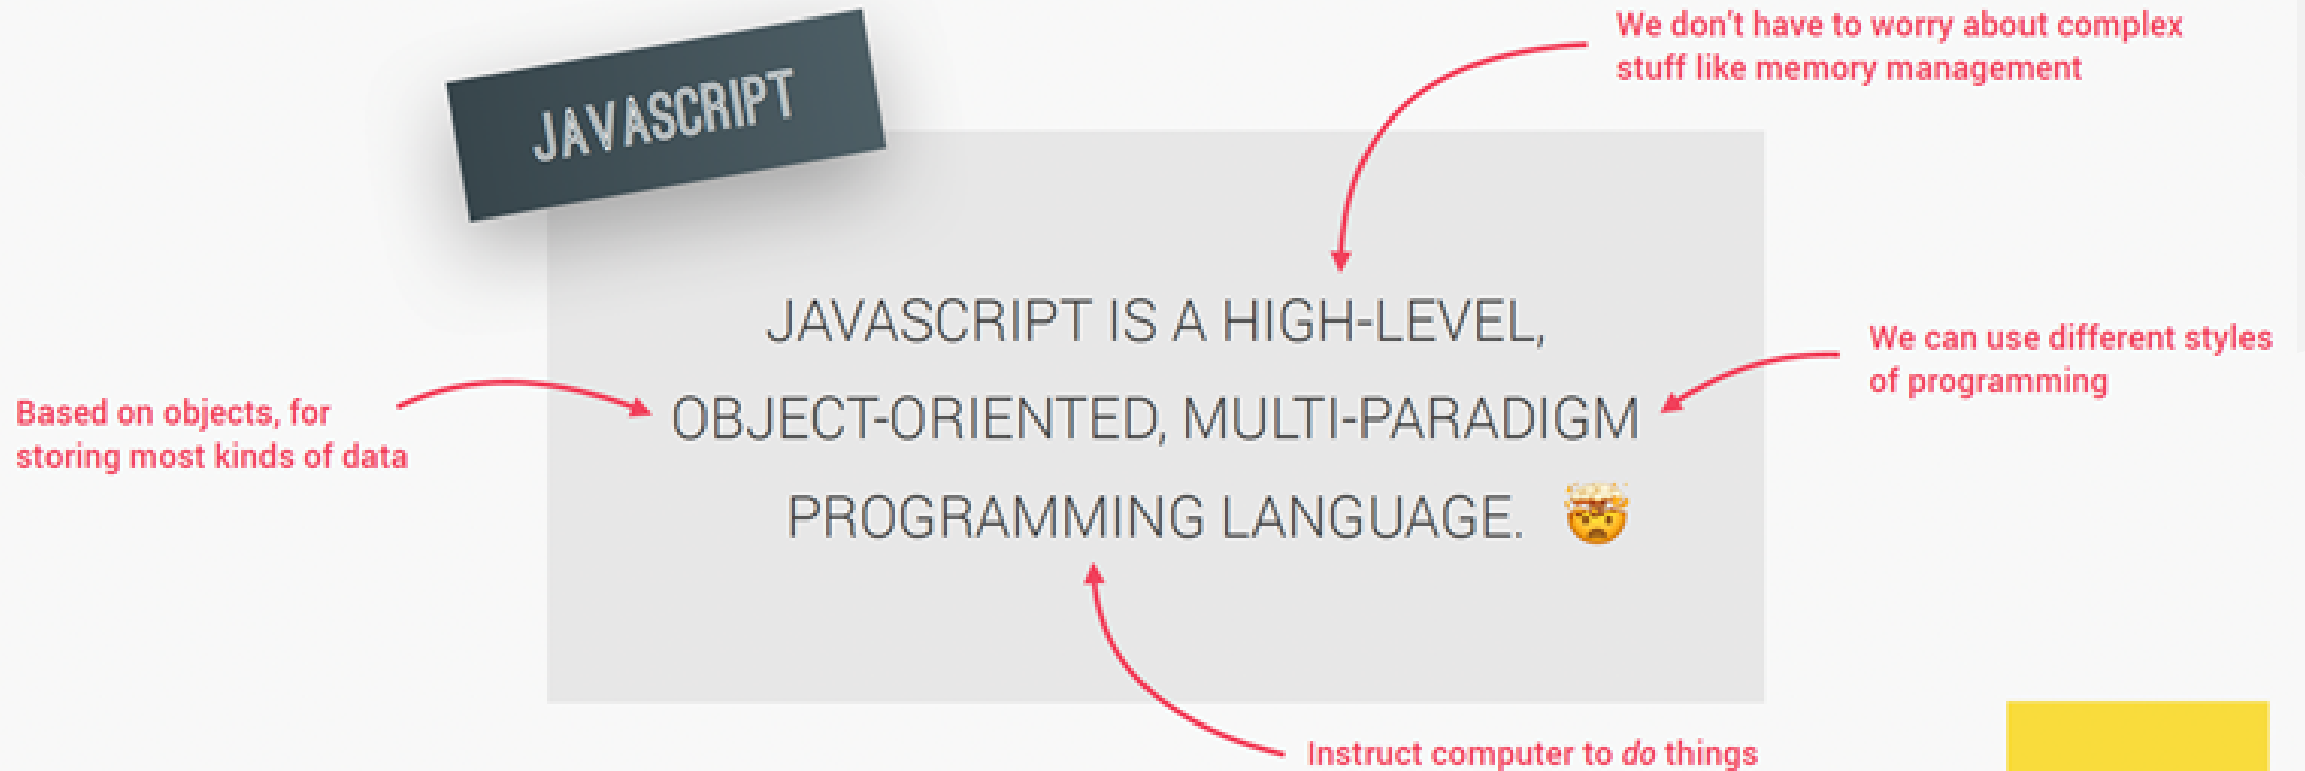 JAVASCRIPT
We don't have to worry about complex
stuff like memory management
JAVASCRIPT IS A HIGH-LEVEL,
OBJECT-ORIENTED, MULTI-PARADIGM
PROGRAMMING LANGUAGE. 🤯
We can use different styles
of programming
Based on objects, for
storing most kinds of data
Instruct computer to do things